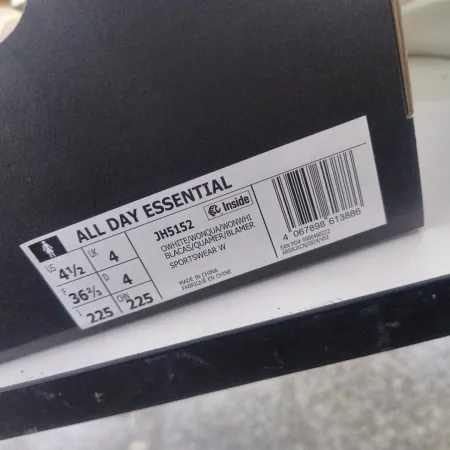 ALL DAY ESSENTIAL
JH5152
Inside
OWHITE/WONQUA/WONWHI
BLACAS/QUAMER/BLAMER
SPORTSWEAR W
MADE IN CHINA
FABRIQUÉ EN CHINE
US 4½
UK 4
F 36⅔
D 4
J 225
CHN 225
4 067898 613886